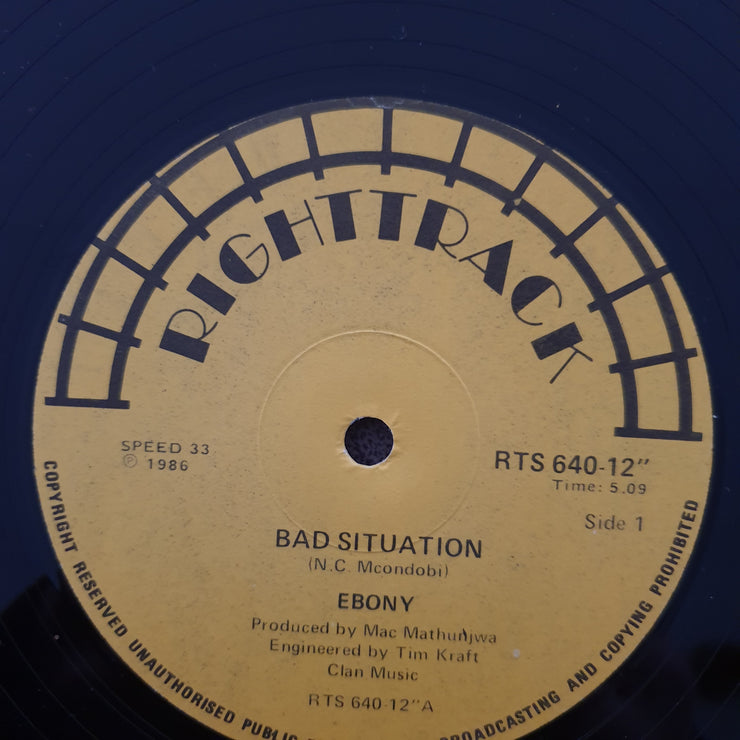 RIGHTTRACK
SPEED 33
℗ 1986
RTS 640-12"
Time: 5.09
Side 1
BAD SITUATION
(N.C. Mcondobi)
EBONY
Produced by Mac Mathunjwa
Engineered by Tim Kraft
Clan Music
RTS 640-12"A
COPYRIGHT RESERVED UNAUTHORISED PUBLIC
BROADCASTING AND COPYING PROHIBITED